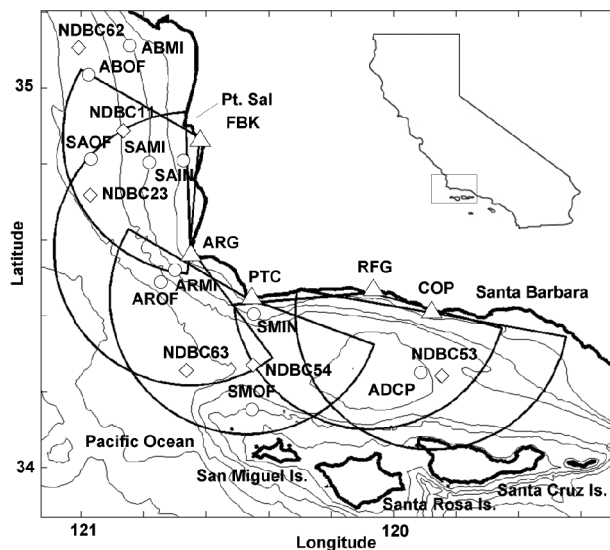 NDBC62
ABMI
35
ABOF
Pt. Sal
NDBC11
FBK
SAOF
SAMI
SAIN
NDBC23
Latitude
ARG
PTC
RFG
COP
Santa Barbara
ARMI
AROF
SMIN
NDBC63
NDBC54
NDBC53
ADCP
SMOF
Pacific Ocean
34
San Miguel Is.
Santa Rosa Is.
Santa Cruz Is.
121
120
Longitude